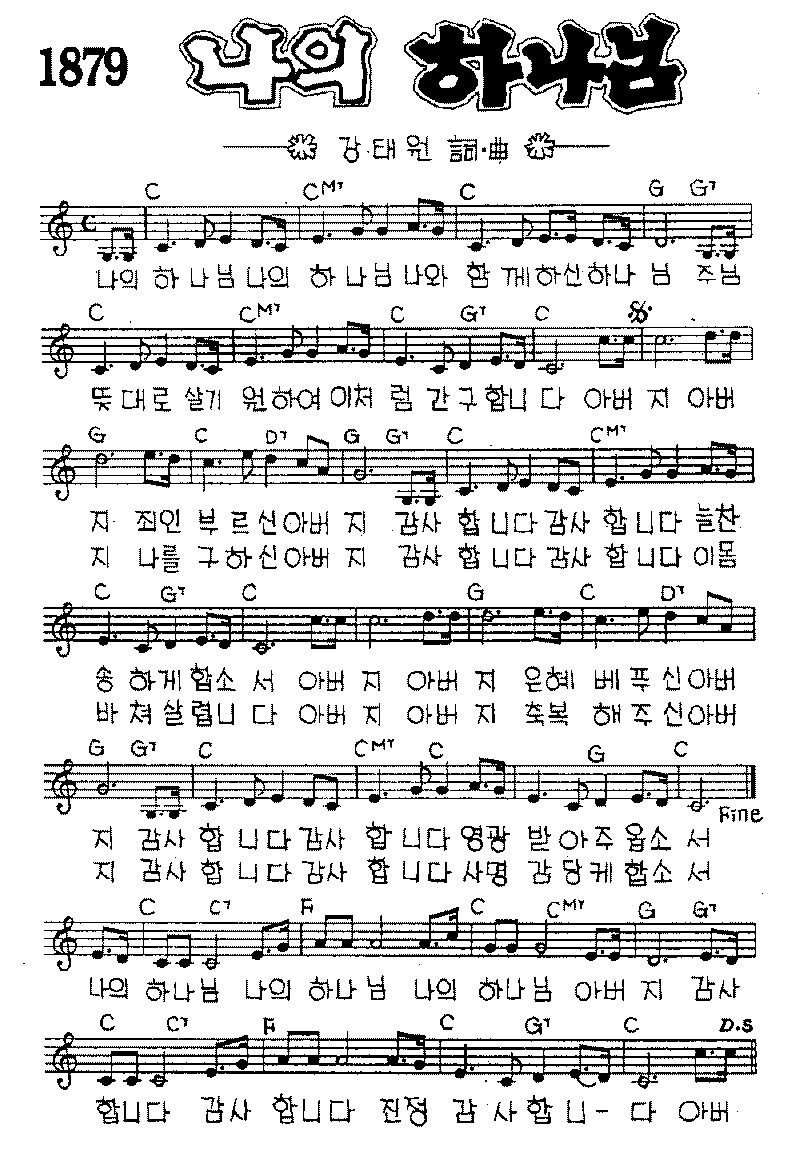 1879 나의 하나님
강태원 詞·曲
C CM7 C G G7
나의 하 나님 나의 하 나님 나와 함 께하신하나 님 주님
C CM7 C G7 C
뜻 대로 살기 원하여 이처 럼 간 구합니 다 아버 지 아버
G C D7 G G7 C CM7
지 죄인 부 르신아버 지 감사 합 니다감사 합 니다 늘찬
지 나를 구 하신아버 지 감사 합 니다감사 합 니다 이몸
C G7 C G C D7
송 하게 합소 서 아버 지 아버 지 은혜 베 푸 신 아버
바 쳐살 렵니 다 아버 지 아버 지 축복 해 주신아버
G G7 C CM7 C G C
Fine
지 감사 합 니다감사 합 니다 영광 받 아주 옵소 서
지 감사 합 니다감사 합 니다 사명 감 당케 합소 서
C C7 F C CM7 G G7
나의 하나님 나의 하나 님 나의 하나님 아버 지 감사
C C7 F C G7 C D.S
합니다 감사 합니다 진정 감 사합 니- 다 아버